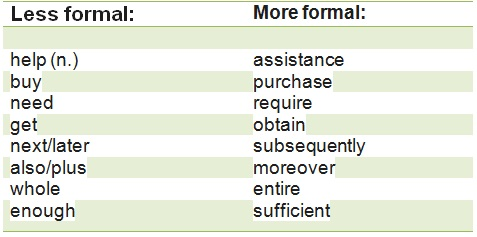 Less formal: More formal:
help (n.) assistance
buy purchase
need require
get obtain
next/later subsequently
also/plus moreover
whole entire
enough sufficient